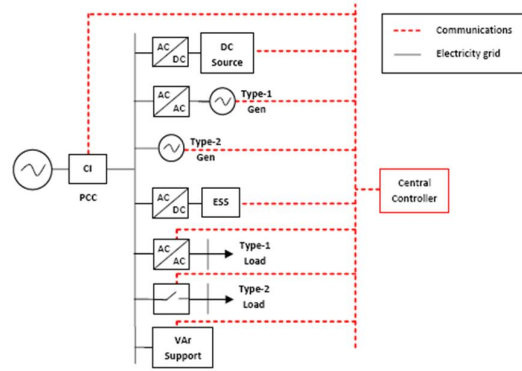 Communications
Electricity grid
AC
DC
DC
Source
AC
AC
Type-1
Gen
Type-2
Gen
CI
PCC
Central
Controller
AC
DC
ESS
AC
AC
Type-1
Load
Type-2
Load
VAr
Support